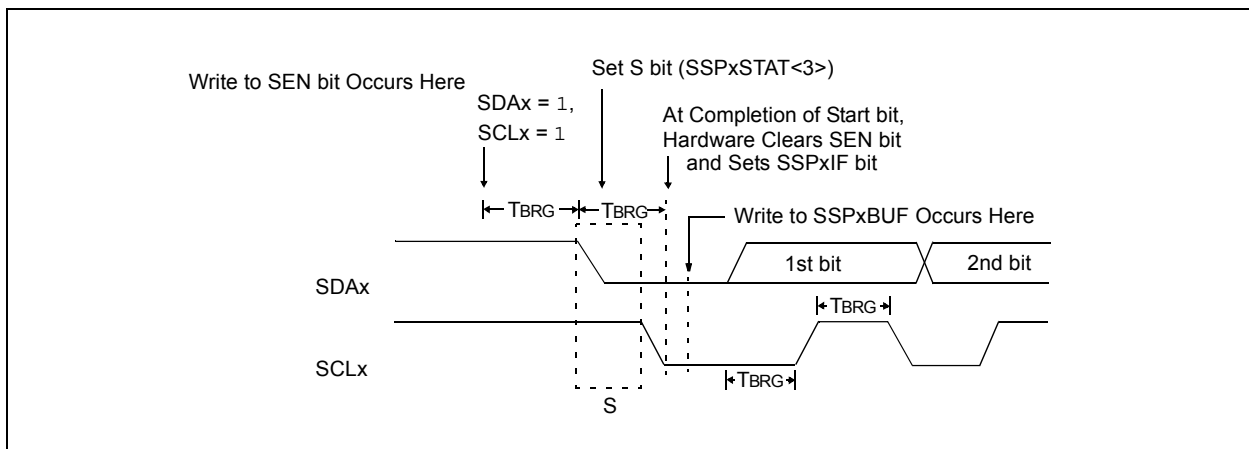 Write to SEN bit Occurs Here
SDAx = 1,
SCLx = 1
Set S bit (SSPxSTAT<3>)
At Completion of Start bit,
Hardware Clears SEN bit
and Sets SSPxIF bit
TBRG
TBRG
Write to SSPxBUF Occurs Here
SDAx
1st bit
2nd bit
TBRG
SCLx
TBRG
S